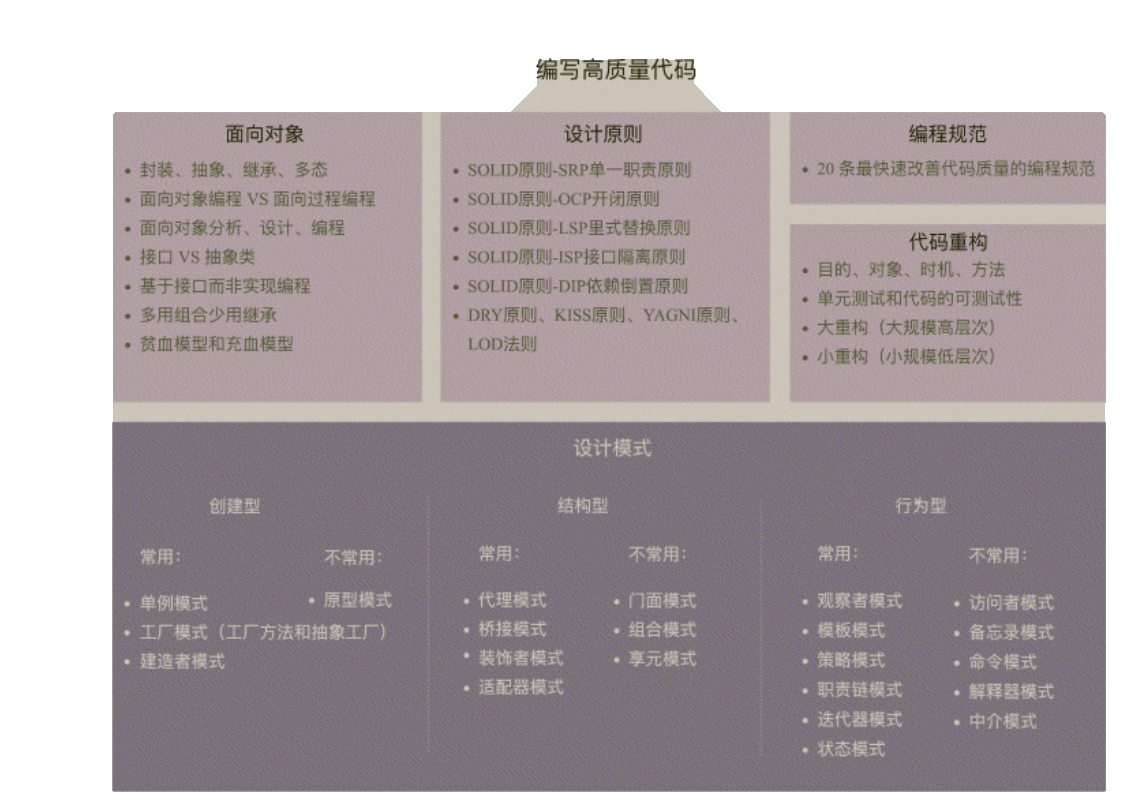 编写高质量代码
面向对象
封装、抽象、继承、多态
面向对象编程 VS 面向过程编程
面向对象分析、设计、编程
接口 VS 抽象类
基于接口而非实现编程
多用组合少用继承
贫血模型和充血模型
设计原则
SOLID原则-SRP单一职责原则
SOLID原则-OCP开闭原则
SOLID原则-LSP里式替换原则
SOLID原则-ISP接口隔离原则
SOLID原则-DIP依赖倒置原则
DRY原则、KISS原则、YAGNI原则、
LOD法则
编程规范
20 条最快速改善代码质量的编程规范
代码重构
目的、对象、时机、方法
单元测试和代码的可测试性
大重构（大规模高层次）
小重构（小规模低层次）
设计模式
创建型
常用：
单例模式
工厂模式（工厂方法和抽象工厂）
建造者模式
不常用：
原型模式
结构型
常用：
代理模式
桥接模式
装饰者模式
适配器模式
不常用：
门面模式
组合模式
享元模式
行为型
常用：
观察者模式
模板模式
策略模式
职责链模式
迭代器模式
状态模式
不常用：
访问者模式
备忘录模式
命令模式
解释器模式
中介模式